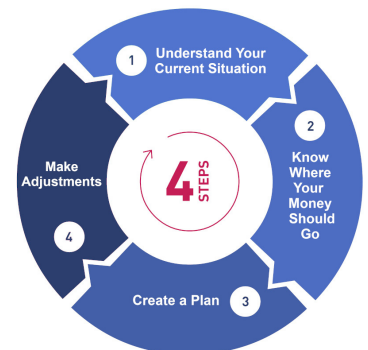 1
Understand Your
Current Situation
2
Know
Where
Your
Money
Should
Go
Create a Plan
3
Make
Adjustments
4
4
STEPS